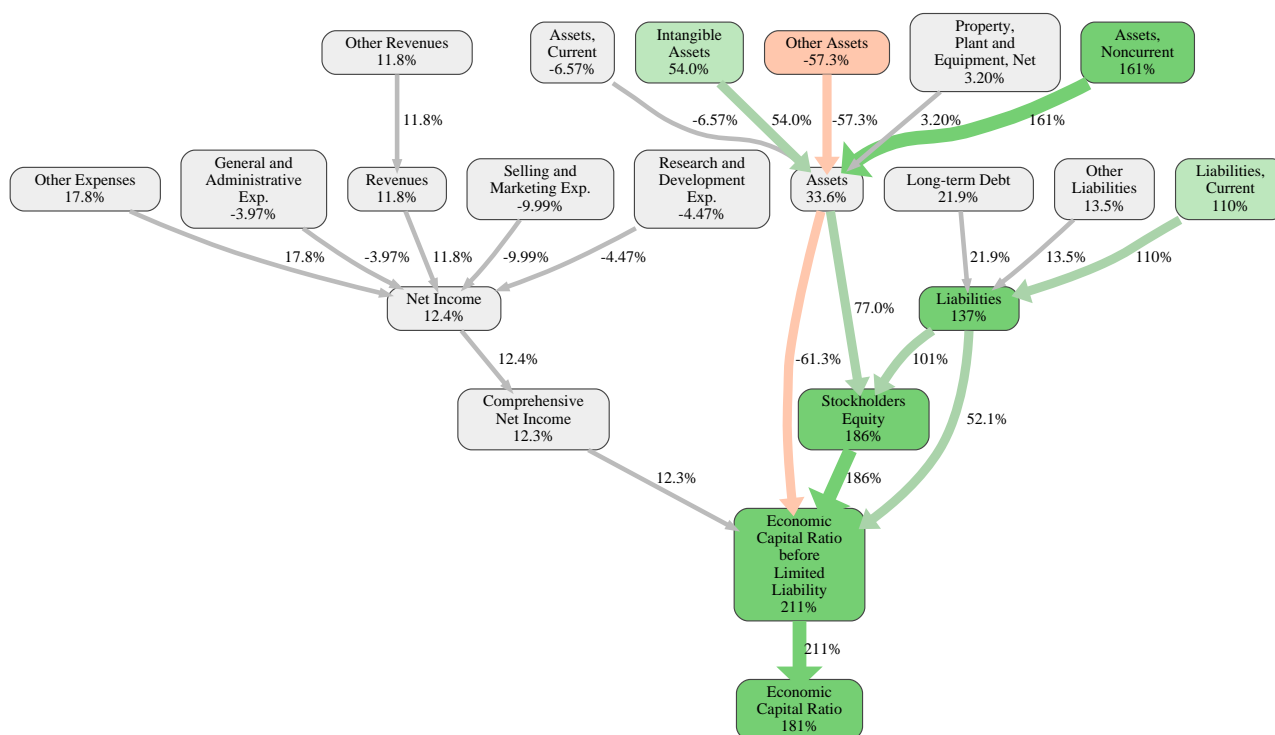 Other Revenues
11.8%
Assets,
Current
-6.57%
Intangible
Assets
54.0%
Other Assets
-57.3%
Property,
Plant and
Equipment, Net
3.20%
Assets,
Noncurrent
161%
11.8%
-6.57%
54.0%
-57.3%
3.20%
161%
Other Expenses
17.8%
General and
Administrative
Exp.
-3.97%
Revenues
11.8%
Selling and
Marketing Exp.
-9.99%
Research and
Development
Exp.
-4.47%
Assets
33.6%
Long-term Debt
21.9%
Other
Liabilities
13.5%
Liabilities,
Current
110%
17.8%
-3.97%
11.8%
-9.99%
-4.47%
21.9%
13.5%
110%
Net Income
12.4%
Liabilities
137%
77.0%
12.4%
-61.3%
101%
Comprehensive
Net Income
12.3%
Stockholders
Equity
186%
52.1%
12.3%
186%
Economic
Capital Ratio
before
Limited
Liability
211%
211%
Economic
Capital Ratio
181%